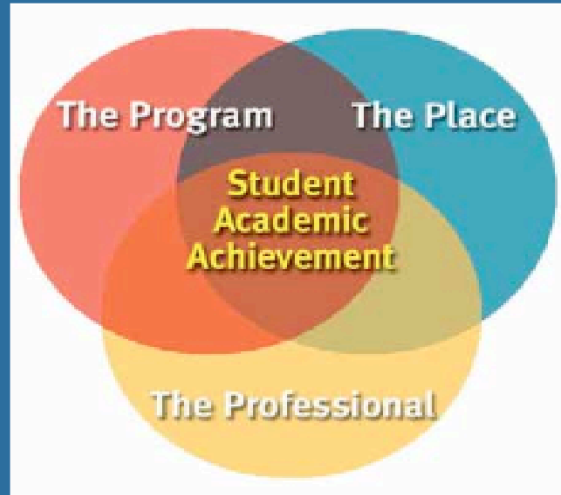 The Program
The Place
Student
Academic
Achievement
The Professional